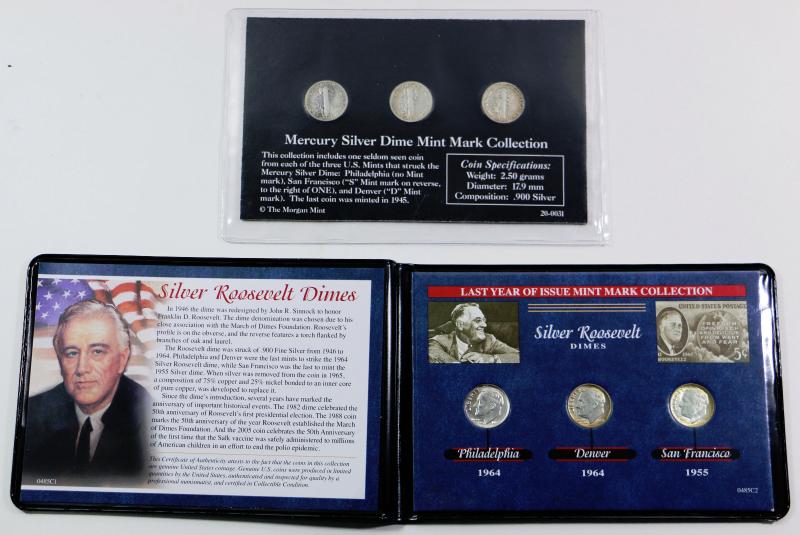 Mercury Silver Dime Mint Mark Collection
This collection includes one seldom seen coin
from each of the three U.S. Mints that struck the
Mercury Silver Dime: Philadelphia (no Mint
mark), San Francisco ("S" Mint mark on reverse,
to the right of ONE), and Denver ("D" Mint
mark). The last coin was minted in 1945.
© The Morgan Mint
Coin Specifications:
Weight: 2.50 grams
Diameter: 17.9 mm
Composition: .900 Silver
20-0031
Silver Roosevelt Dimes
In 1946 the dime was redesigned by John R. Sinnock to honor
Franklin D. Roosevelt. The dime denomination was chosen due to his
close association with the March of Dimes Foundation. Roosevelt's
profile is on the obverse, and the reverse features a torch flanked by
branches of oak and laurel.
The Roosevelt dime was struck of .900 Fine Silver from 1946 to
1964. Philadelphia and Denver were the last mints to strike the 1964
Silver Roosevelt dime, while San Francisco was the last to mint the
1955 Silver dime. When silver was removed from the coin in 1965,
a composition of 75% copper and 25% nickel bonded to an inner core
of pure copper, was developed to replace it.
Since the dime's introduction, several years have marked the
anniversary of important historical events. The 1982 dime celebrated the
50th anniversary of Roosevelt's first presidential election. The 1988 coin
marks the 50th anniversary of the year Roosevelt established the March
of Dimes Foundation. And the 2005 coin celebrates the 50th Anniversary
of the first time that the Salk vaccine was safely administered to millions
of American children in an effort to end the polio epidemic.
This Certificate of Authenticity attests to the fact that the coins in this collection
are genuine United States coinage. Genuine U.S. coins were produced in limited
quantities by the United States, authenticated and inspected for quality by a
professional numismatist, and certified in Collectible Condition.
0485C1
LAST YEAR OF ISSUE MINT MARK COLLECTION
Silver Roosevelt
DIMES
UNITED STATES POSTAGE
FREEDOM
OF SPEECH
AND RELIGION
FROM WANT
AND FEAR
ROOSEVELT
5¢
Philadelphia
1964
Denver
1964
San Francisco
1955
0485C2